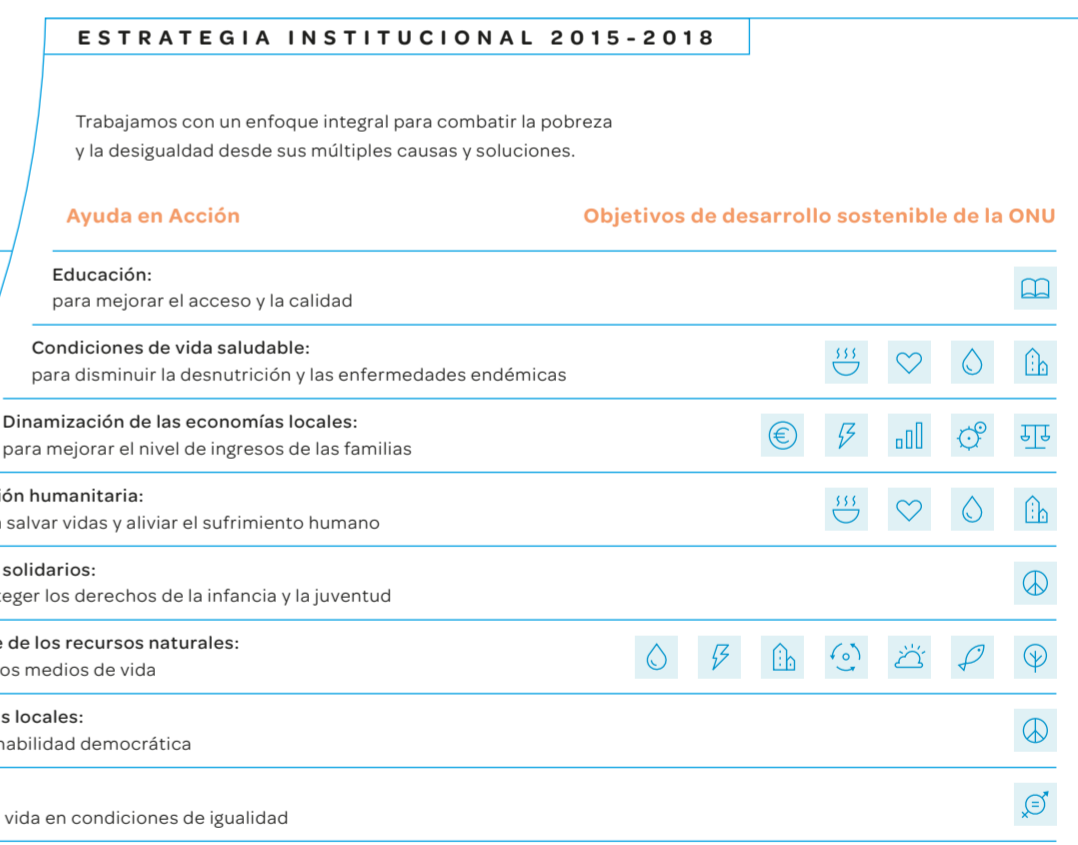 ESTRATEGIA INSTITUCIONAL 2015-2018
Trabajamos con un enfoque integral para combatir la pobreza
y la desigualdad desde sus múltiples causas y soluciones.
Ayuda en Acción
Objetivos de desarrollo sostenible de la ONU
Educación:
para mejorar el acceso y la calidad
Condiciones de vida saludable:
para disminuir la desnutrición y las enfermedades endémicas
Dinamización de las economías locales:
para mejorar el nivel de ingresos de las familias
ión humanitaria:
salvar vidas y aliviar el sufrimiento humano
solidarios:
teger los derechos de la infancia y la juventud
e de los recursos naturales:
os medios de vida
s locales:
nabilidad democrática
vida en condiciones de igualdad